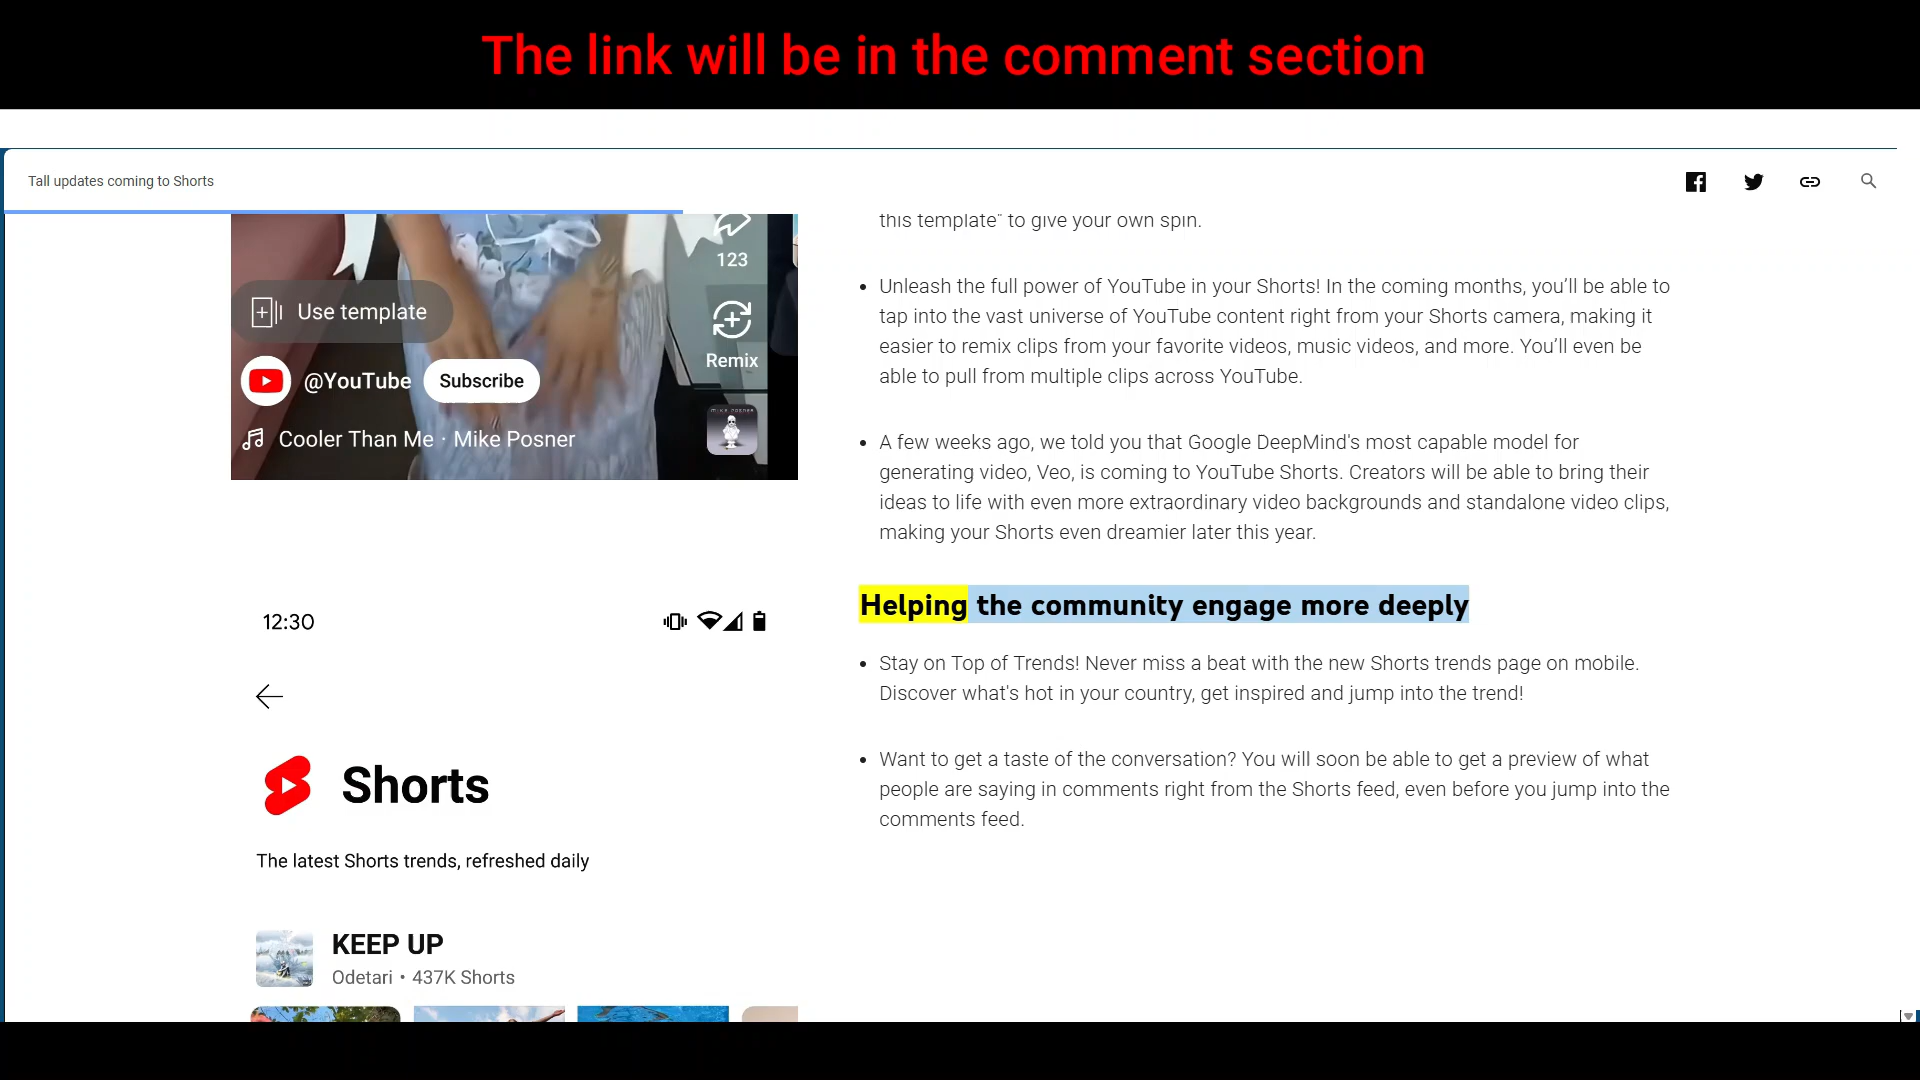 The link will be in the comment section
Tall updates coming to Shorts
123
Use template
Remix
@YouTube Subscribe
MIKE POSNER
Cooler Than Me · Mike Posner
12:30
Shorts
The latest Shorts trends, refreshed daily
KEEP UP
Odetari • 437K Shorts
this template" to give your own spin.
• Unleash the full power of YouTube in your Shorts! In the coming months, you’ll be able to
tap into the vast universe of YouTube content right from your Shorts camera, making it
easier to remix clips from your favorite videos, music videos, and more. You’ll even be
able to pull from multiple clips across YouTube.
• A few weeks ago, we told you that Google DeepMind's most capable model for
generating video, Veo, is coming to YouTube Shorts. Creators will be able to bring their
ideas to life with even more extraordinary video backgrounds and standalone video clips,
making your Shorts even dreamier later this year.
Helping the community engage more deeply
• Stay on Top of Trends! Never miss a beat with the new Shorts trends page on mobile.
Discover what's hot in your country, get inspired and jump into the trend!
• Want to get a taste of the conversation? You will soon be able to get a preview of what
people are saying in comments right from the Shorts feed, even before you jump into the
comments feed.